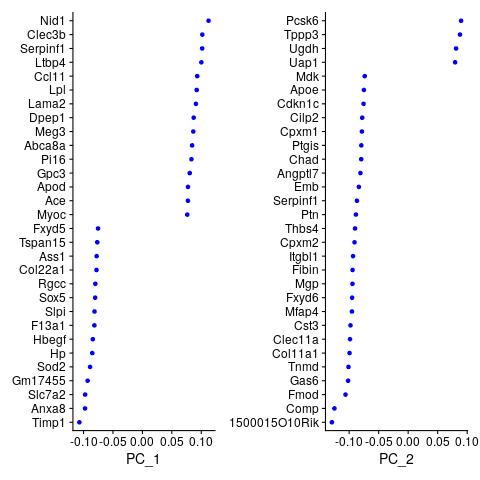 Nid1
Clec3b
Serpinf1
Ltbp4
Ccl11
Lpl
Lama2
Dpep1
Meg3
Abca8a
Pi16
Gpc3
Apod
Ace
Myoc
Fxyd5
Tspan15
Ass1
Col22a1
Rgcc
Sox5
Slpi
F13a1
Hbegf
Hp
Sod2
Gm17455
Slc7a2
Anxa8
Timp1
-0.10 -0.05 0.00 0.05 0.10
PC_1
Pcsk6
Tppp3
Ugdh
Uap1
Mdk
Apoe
Cdkn1c
Cilp2
Cpxm1
Ptgis
Chad
Angptl7
Emb
Serpinf1
Ptn
Thbs4
Cpxm2
Itgbl1
Fibin
Mgp
Fxyd6
Mfap4
Cst3
Clec11a
Col11a1
Tnmd
Gas6
Fmod
Comp
1500015O10Rik
-0.10 -0.05 0.00 0.05 0.10
PC_2